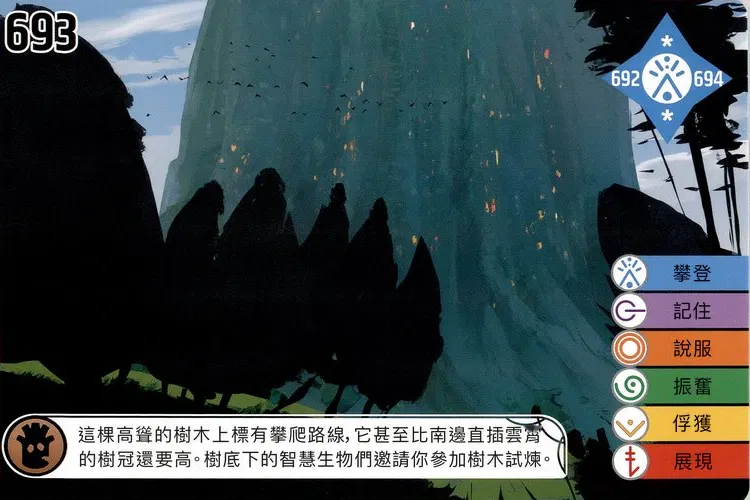 693
*
692 694
*
攀登
記住
說服
振奮
俘獲
展現
這棵高聳的樹木上標有攀爬路線，它甚至比南邊直插雲霄
的樹冠還要高。樹底下的智慧生物們邀請你參加樹木試煉。